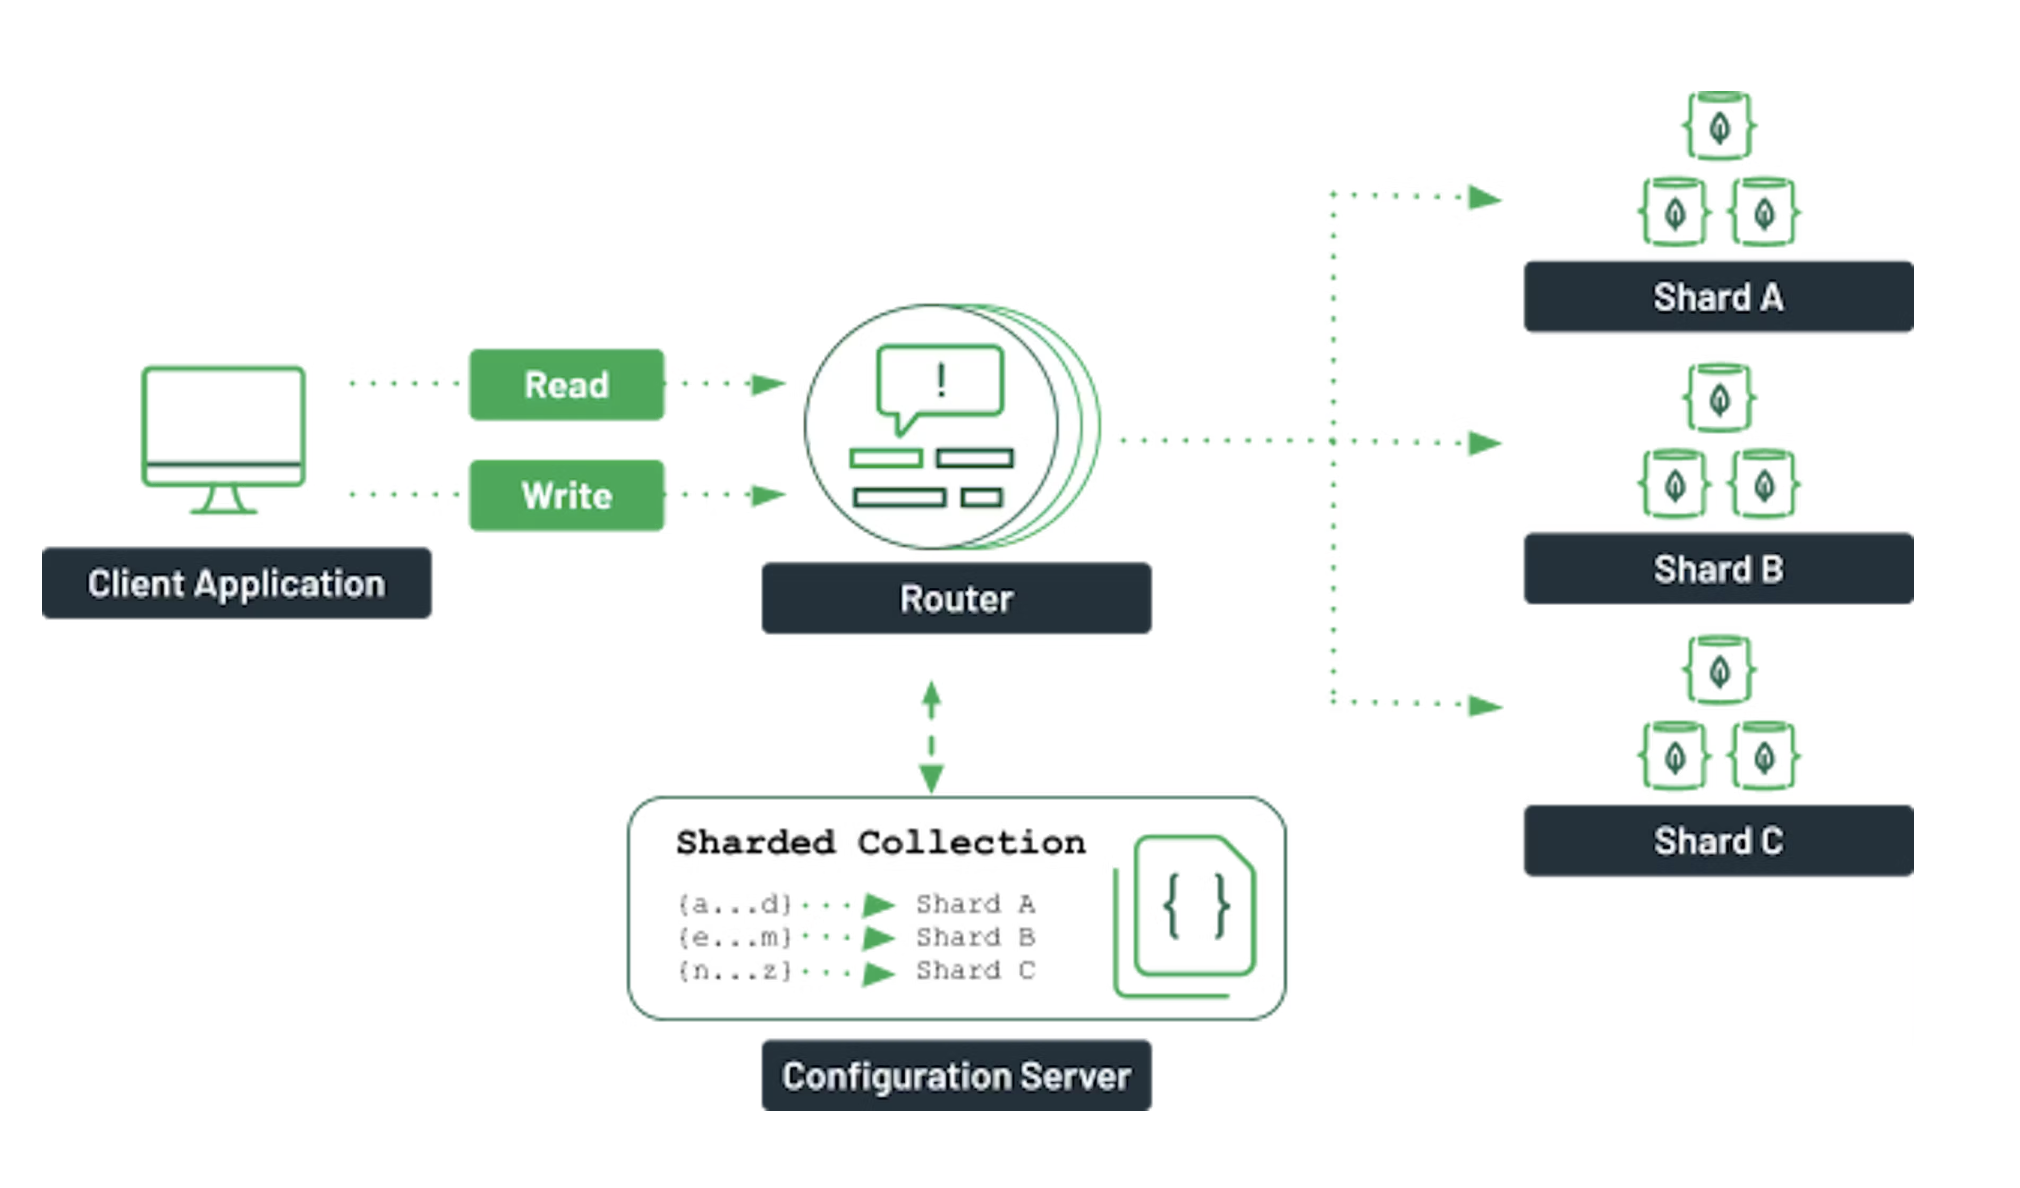 Client Application
Read
Write
!
Router
Shard A
Shard B
Shard C
Sharded Collection
{a...d} Shard A
{e...m} Shard B
{n...z} Shard C
{ }
Configuration Server